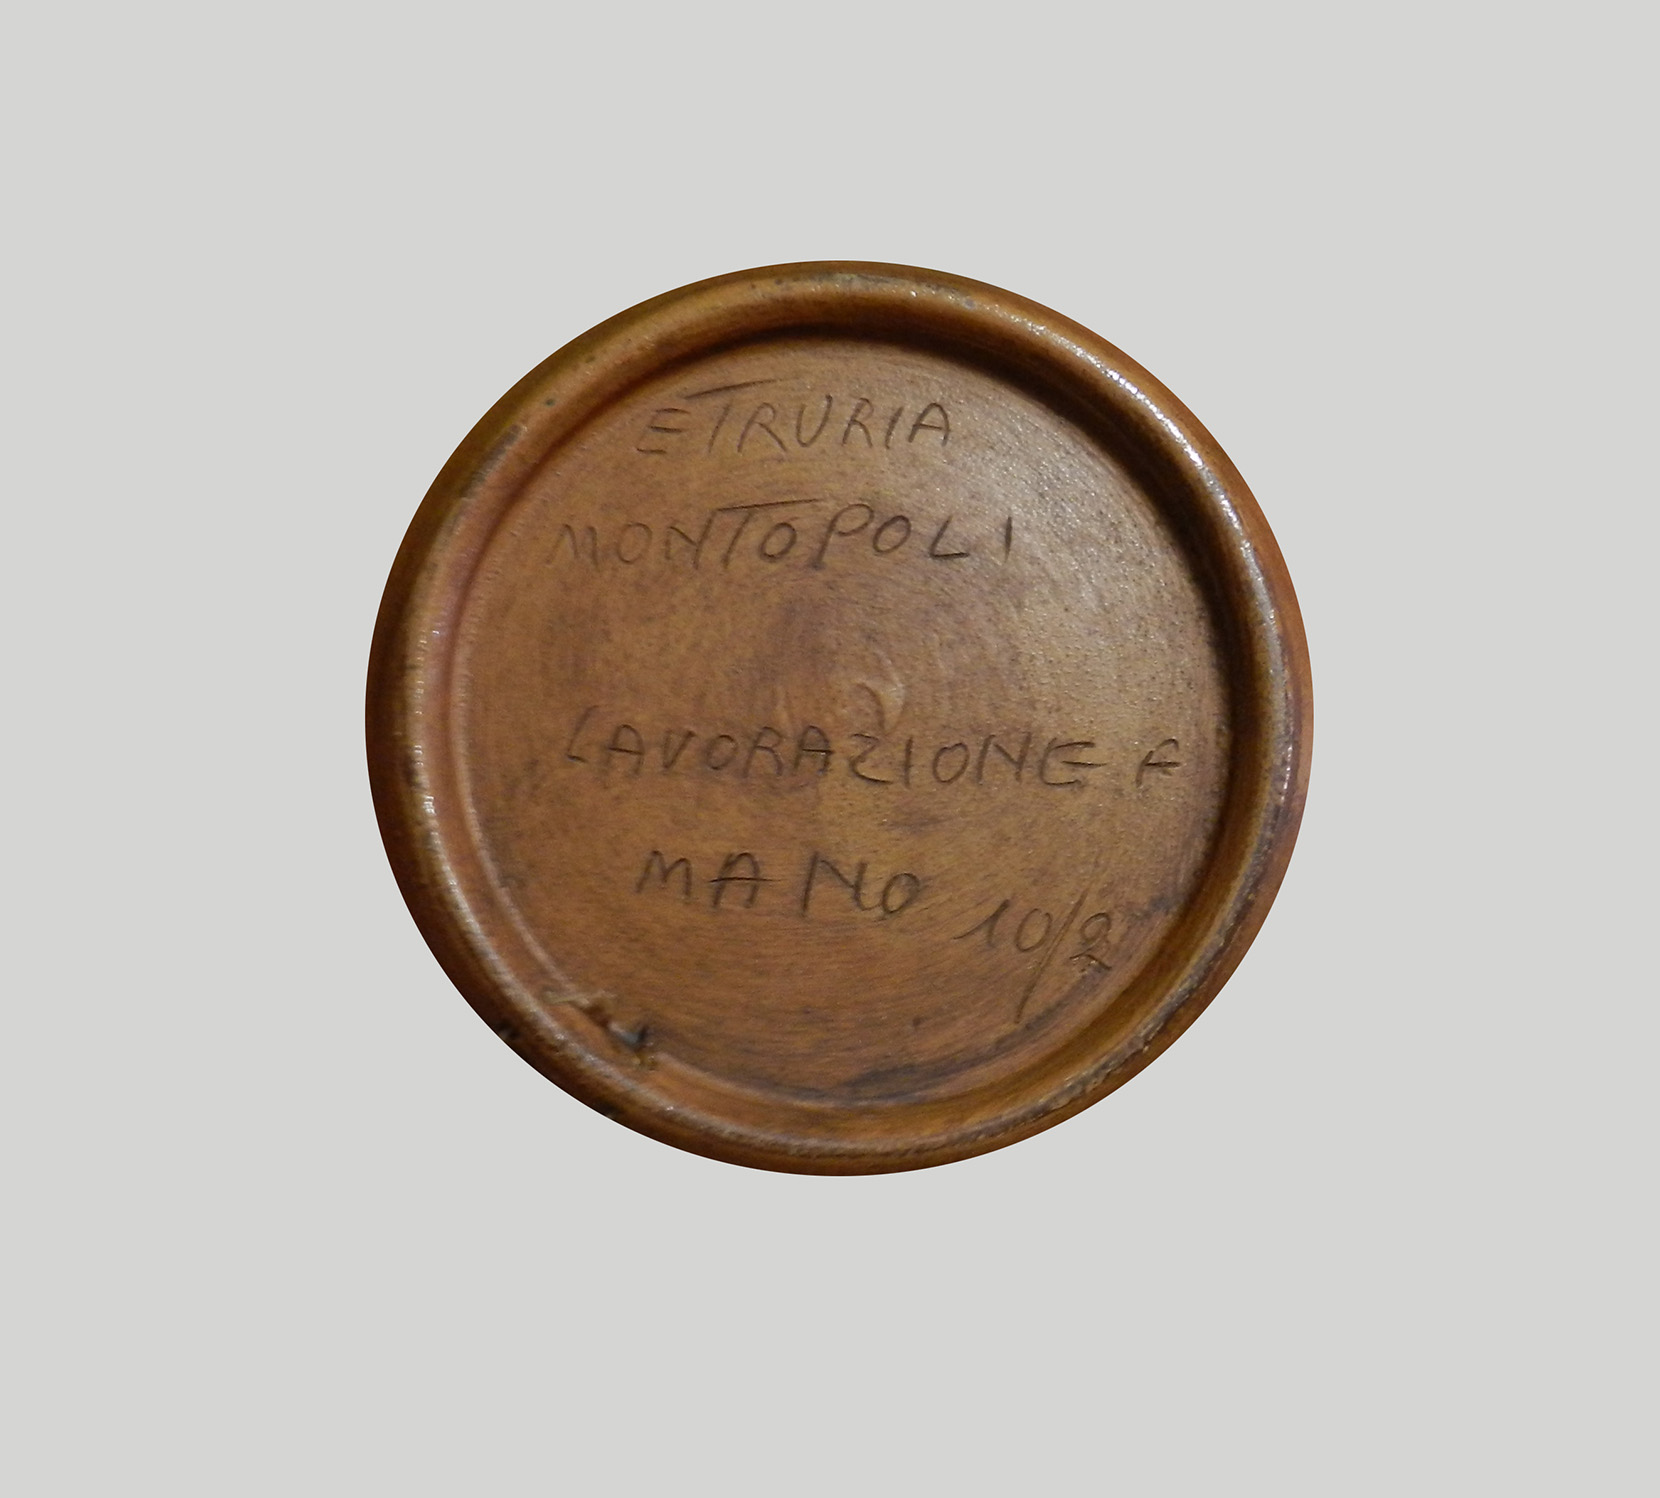 ETRURIA
MONTOPOLI
LAVORAZIONE A
MANO 10/2